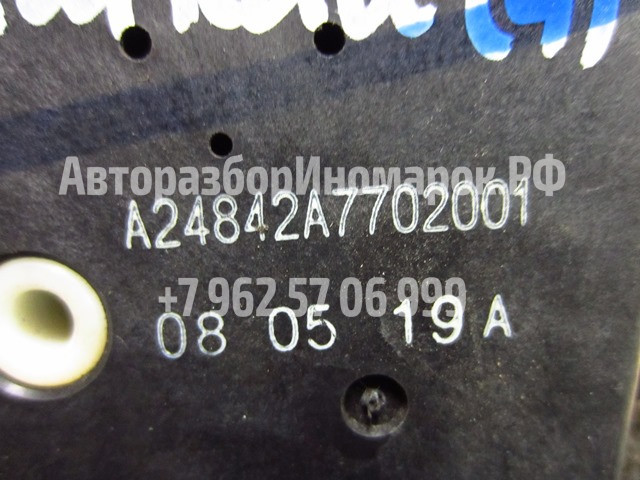 АвторазборИномарок.РФ
A24842A7702001
+7 962 57 06 999
08 05 19 A